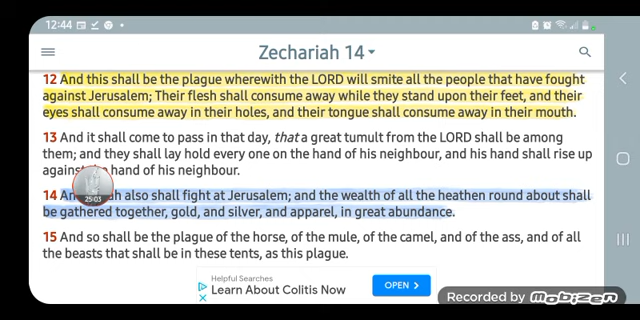 12:44
Zechariah 14
12 And this shall be the plague wherewith the LORD will smite all the people that have fought
against Jerusalem; Their flesh shall consume away while they stand upon their feet, and their
eyes shall consume away in their holes, and their tongue shall consume away in their mouth.
13 And it shall come to pass in that day, that a great tumult from the LORD shall be among
them; and they shall lay hold every one on the hand of his neighbour, and his hand shall rise up
against the hand of his neighbour.
14 also shall fight at Jerusalem; and the wealth of all the heathen round about shall
be gathered together, gold, and silver, and apparel, in great abundance.
25:03
15 And so shall be the plague of the horse, of the mule, of the camel, and of the ass, and of all
the beasts that shall be in these tents, as this plague.
Helpful Searches
Learn About Colitis Now
OPEN
Recorded by Mobizen